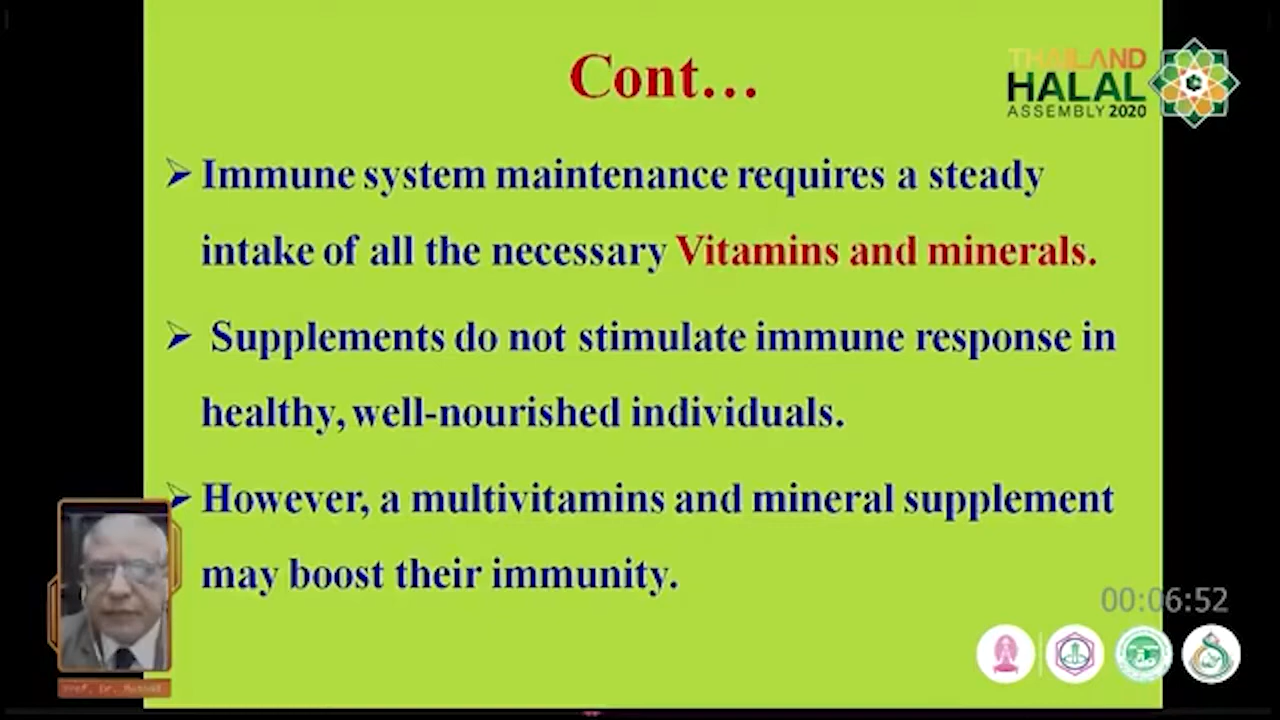 Cont…
THAILAND
HALAL
ASSEMBLY 2020
➢ Immune system maintenance requires a steady
intake of all the necessary Vitamins and minerals.
➢ Supplements do not stimulate immune response in
healthy, well-nourished individuals.
➢ However, a multivitamins and mineral supplement
may boost their immunity.
00:06:52
Prof. Dr.